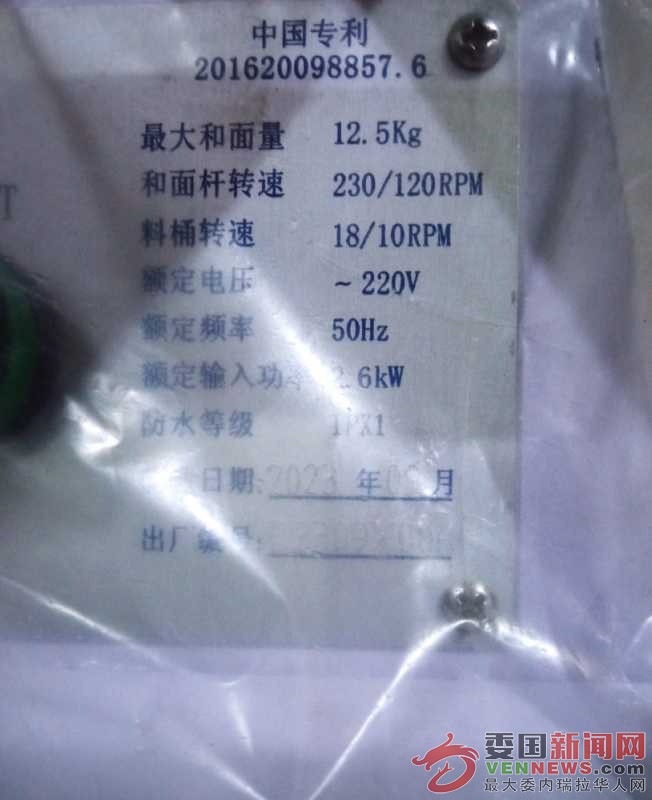 中国专利
201620098857.6
最大和面量 12.5Kg
和面杆转速 230/120RPM
料桶转速 18/10RPM
额定电压 ~220V
额定频率 50Hz
额定输入功率 2.6kW
防水等级 IPX1
日期:2023 年 月
出厂编号:
T
委国新闻网
VENNEWS.com
最大委内瑞拉华人网